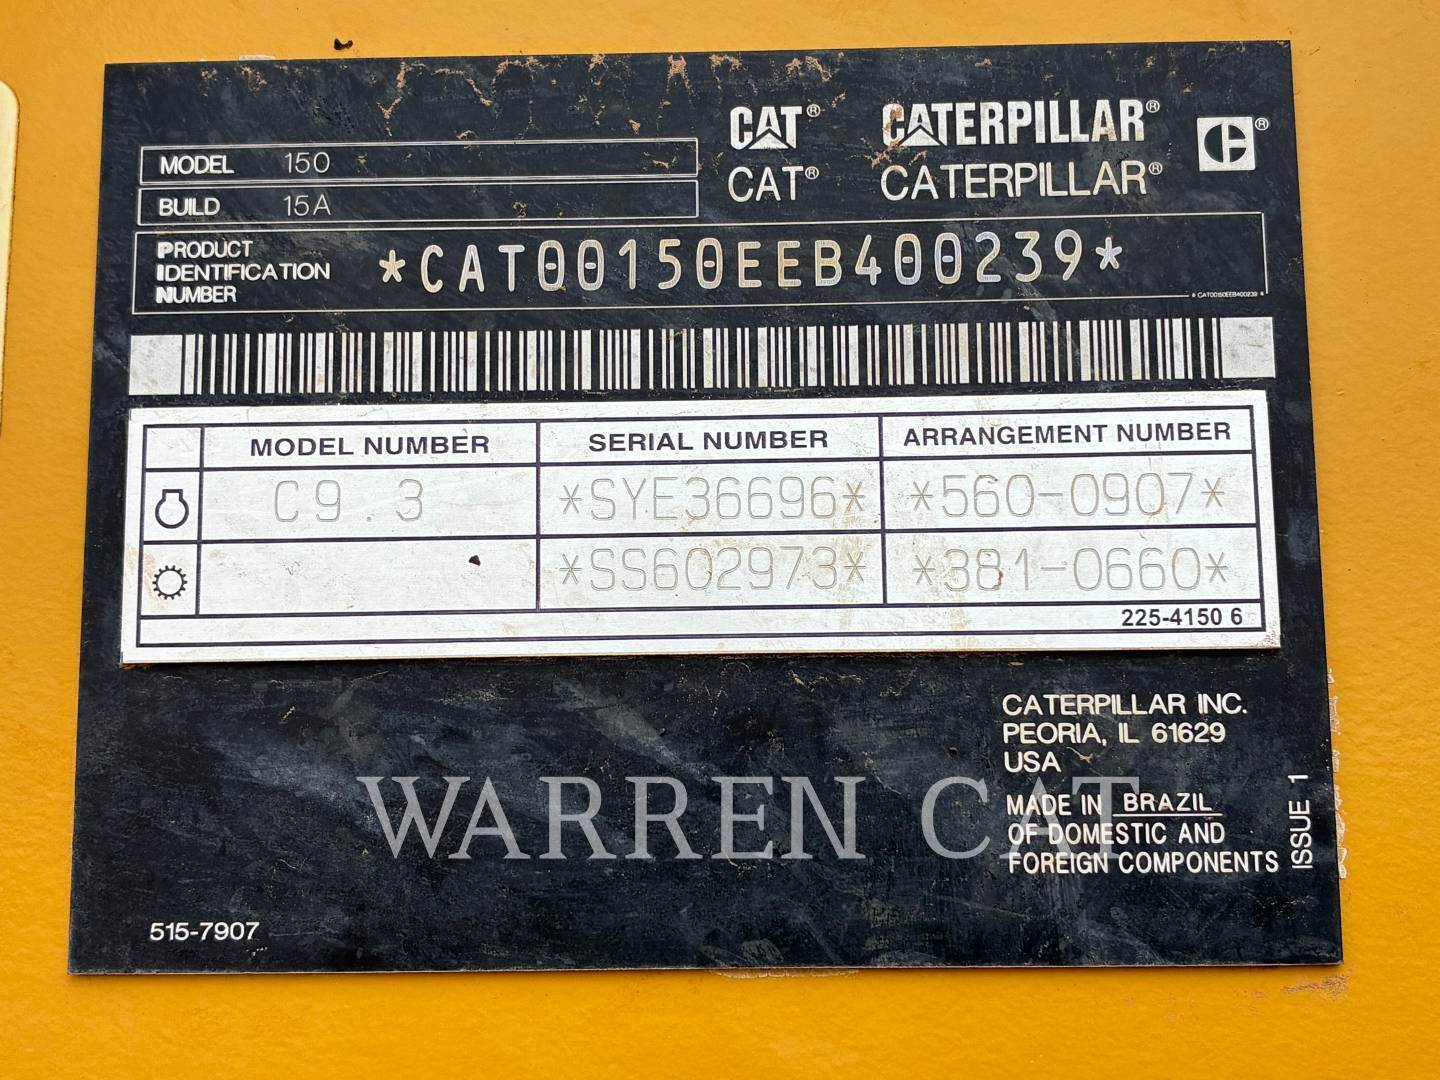 CAT® CATERPILLAR®
CAT® CATERPILLAR®
C®
MODEL 150
BUILD 15A
PRODUCT
IDENTIFICATION
NUMBER
*CAT00150EEB400239*
* CAT00150EEB400239 *
MODEL NUMBER SERIAL NUMBER ARRANGEMENT NUMBER
C9.3 *SYE36696* *560-0907*
*SS602973* *381-0660*
225-4150 6
CATERPILLAR INC.
PEORIA, IL 61629
USA
MADE IN BRAZIL
OF DOMESTIC AND
FOREIGN COMPONENTS
ISSUE 1
WARREN CAT
515-7907